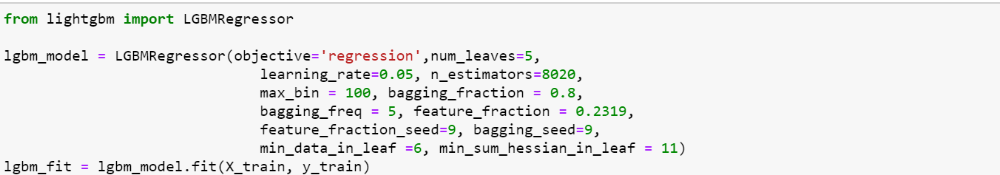 from lightgbm import LGBMRegressor
lgbm_model = LGBMRegressor(objective='regression',num_leaves=5,
learning_rate=0.05, n_estimators=8020,
max_bin = 100, bagging_fraction = 0.8,
bagging_freq = 5, feature_fraction = 0.2319,
feature_fraction_seed=9, bagging_seed=9,
min_data_in_leaf =6, min_sum_hessian_in_leaf = 11)
lgbm_fit = lgbm_model.fit(X_train, y_train)